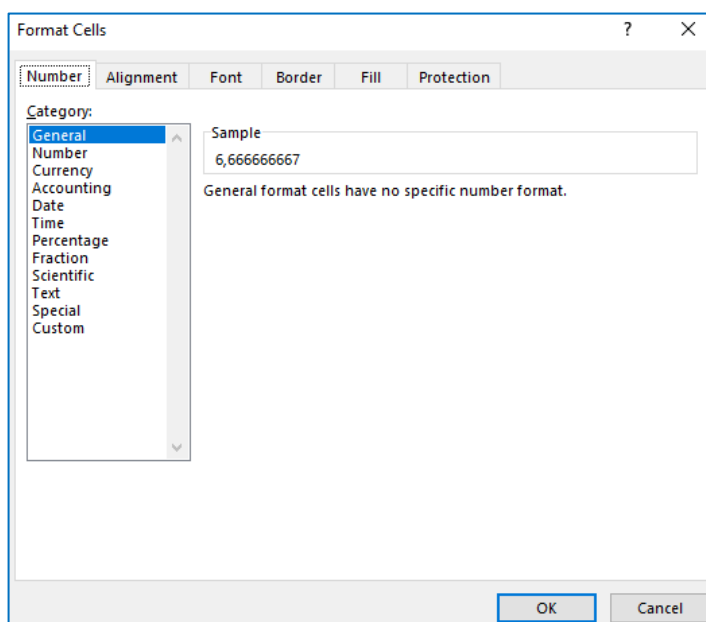 Format Cells ? ×
Number Alignment Font Border Fill Protection
Category:
General
Number
Currency
Accounting
Date
Time
Percentage
Fraction
Scientific
Text
Special
Custom
Sample
6,666666667
General format cells have no specific number format.
OK Cancel